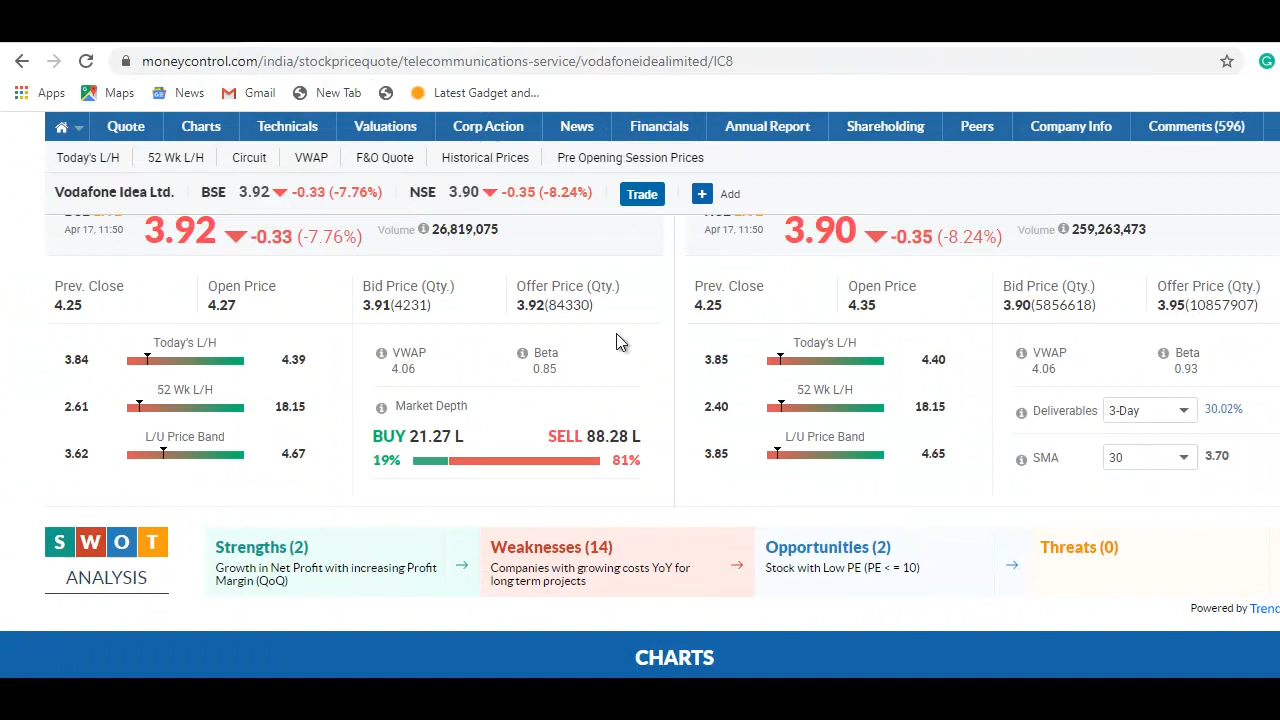 moneycontrol.com/india/stockpricequote/telecommunications-service/vodafoneidealimited/IC8
Apps Maps News Gmail New Tab Latest Gadget and...
Quote Charts Technicals Valuations Corp Action News Financials Annual Report Shareholding Peers Company Info Comments (596)
Today's L/H 52 Wk L/H Circuit VWAP F&O Quote Historical Prices Pre Opening Session Prices
Vodafone Idea Ltd. BSE 3.92 -0.33 (-7.76%) NSE 3.90 -0.35 (-8.24%) Trade + Add
Apr 17, 11:50 3.92 -0.33 (-7.76%) Volume 26,819,075
Apr 17, 11:50 3.90 -0.35 (-8.24%) Volume 259,263,473
Prev. Close Open Price Bid Price (Qty.) Offer Price (Qty.)
4.25 4.27 3.91(4231) 3.92(84330)
Today's L/H
3.84 4.39
52 Wk L/H
2.61 18.15
L/U Price Band
3.62 4.67
VWAP Beta
4.06 0.85
Market Depth
BUY 21.27 L SELL 88.28 L
19% 81%
Prev. Close Open Price Bid Price (Qty.) Offer Price (Qty.)
4.25 4.35 3.90(5856618) 3.95(10857907)
Today's L/H
3.85 4.40
52 Wk L/H
2.40 18.15
L/U Price Band
3.85 4.65
VWAP Beta
4.06 0.93
Deliverables 3-Day 30.02%
SMA 30 3.70
S W O T
ANALYSIS
Strengths (2)
Growth in Net Profit with increasing Profit
Margin (QoQ)
Weaknesses (14)
Companies with growing costs YoY for
long term projects
Opportunities (2)
Stock with Low PE (PE < = 10)
Threats (0)
Powered by
CHARTS